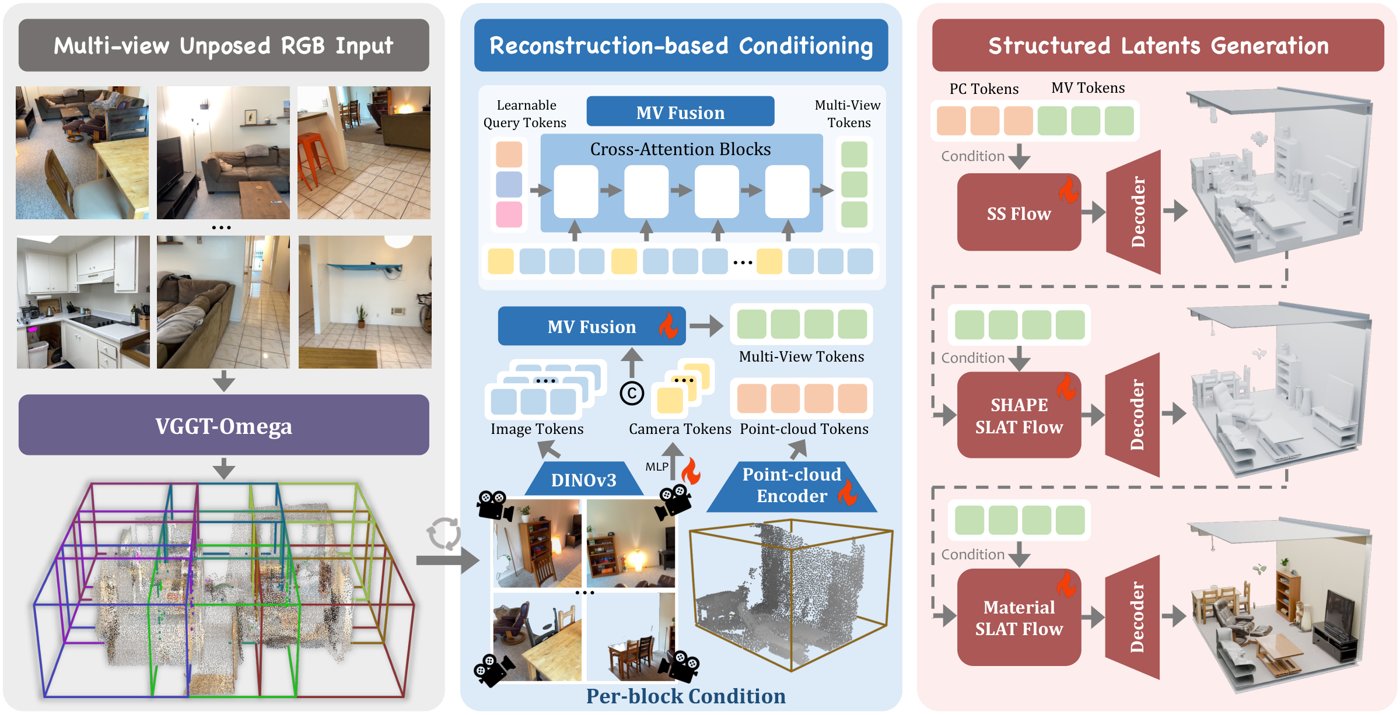 Multi-view Unposed RGB Input
...
VGGT-Omega
Reconstruction-based Conditioning
Learnable
Query Tokens
MV Fusion
Multi-View
Tokens
Cross-Attention Blocks
...
MV Fusion
Multi-View Tokens
...
Image Tokens
C
...
Camera Tokens
Point-cloud Tokens
DINOv3
MLP
Point-cloud
Encoder
...
Per-block Condition
Structured Latents Generation
PC Tokens
MV Tokens
Condition
SS Flow
Decoder
Condition
SHAPE
SLAT Flow
Decoder
Condition
Material
SLAT Flow
Decoder